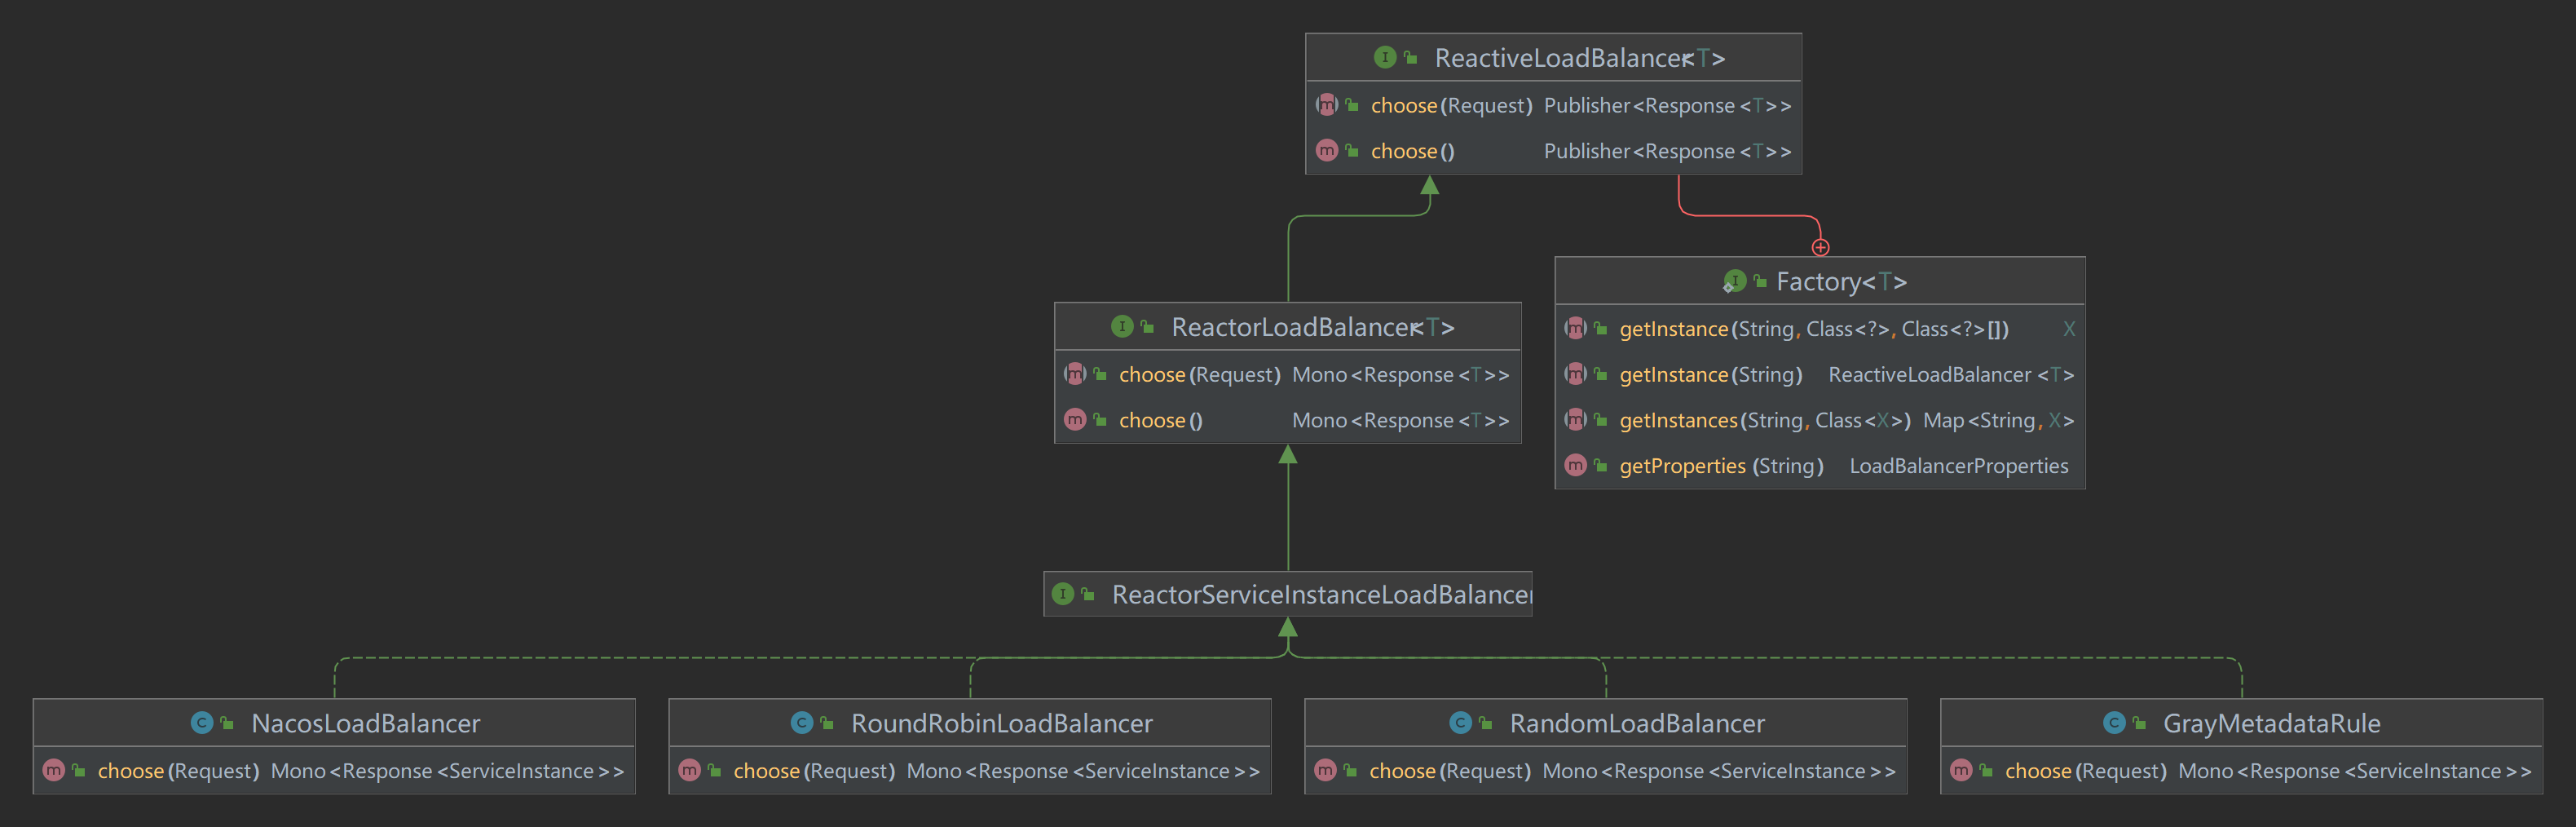 ReactiveLoadBalancer<T>
choose(Request) Publisher<Response<T>>
choose() Publisher<Response<T>>
Factory<T>
getInstance(String, Class<?>, Class<?>[]) X
getInstance(String) ReactiveLoadBalancer<T>
getInstances(String, Class<X>) Map<String, X>
getProperties(String) LoadBalancerProperties
ReactorLoadBalancer<T>
choose(Request) Mono<Response<T>>
choose() Mono<Response<T>>
ReactorServiceInstanceLoadBalancer
NacosLoadBalancer
choose(Request) Mono<Response<ServiceInstance>>
RoundRobinLoadBalancer
choose(Request) Mono<Response<ServiceInstance>>
RandomLoadBalancer
choose(Request) Mono<Response<ServiceInstance>>
GrayMetadataRule
choose(Request) Mono<Response<ServiceInstance>>